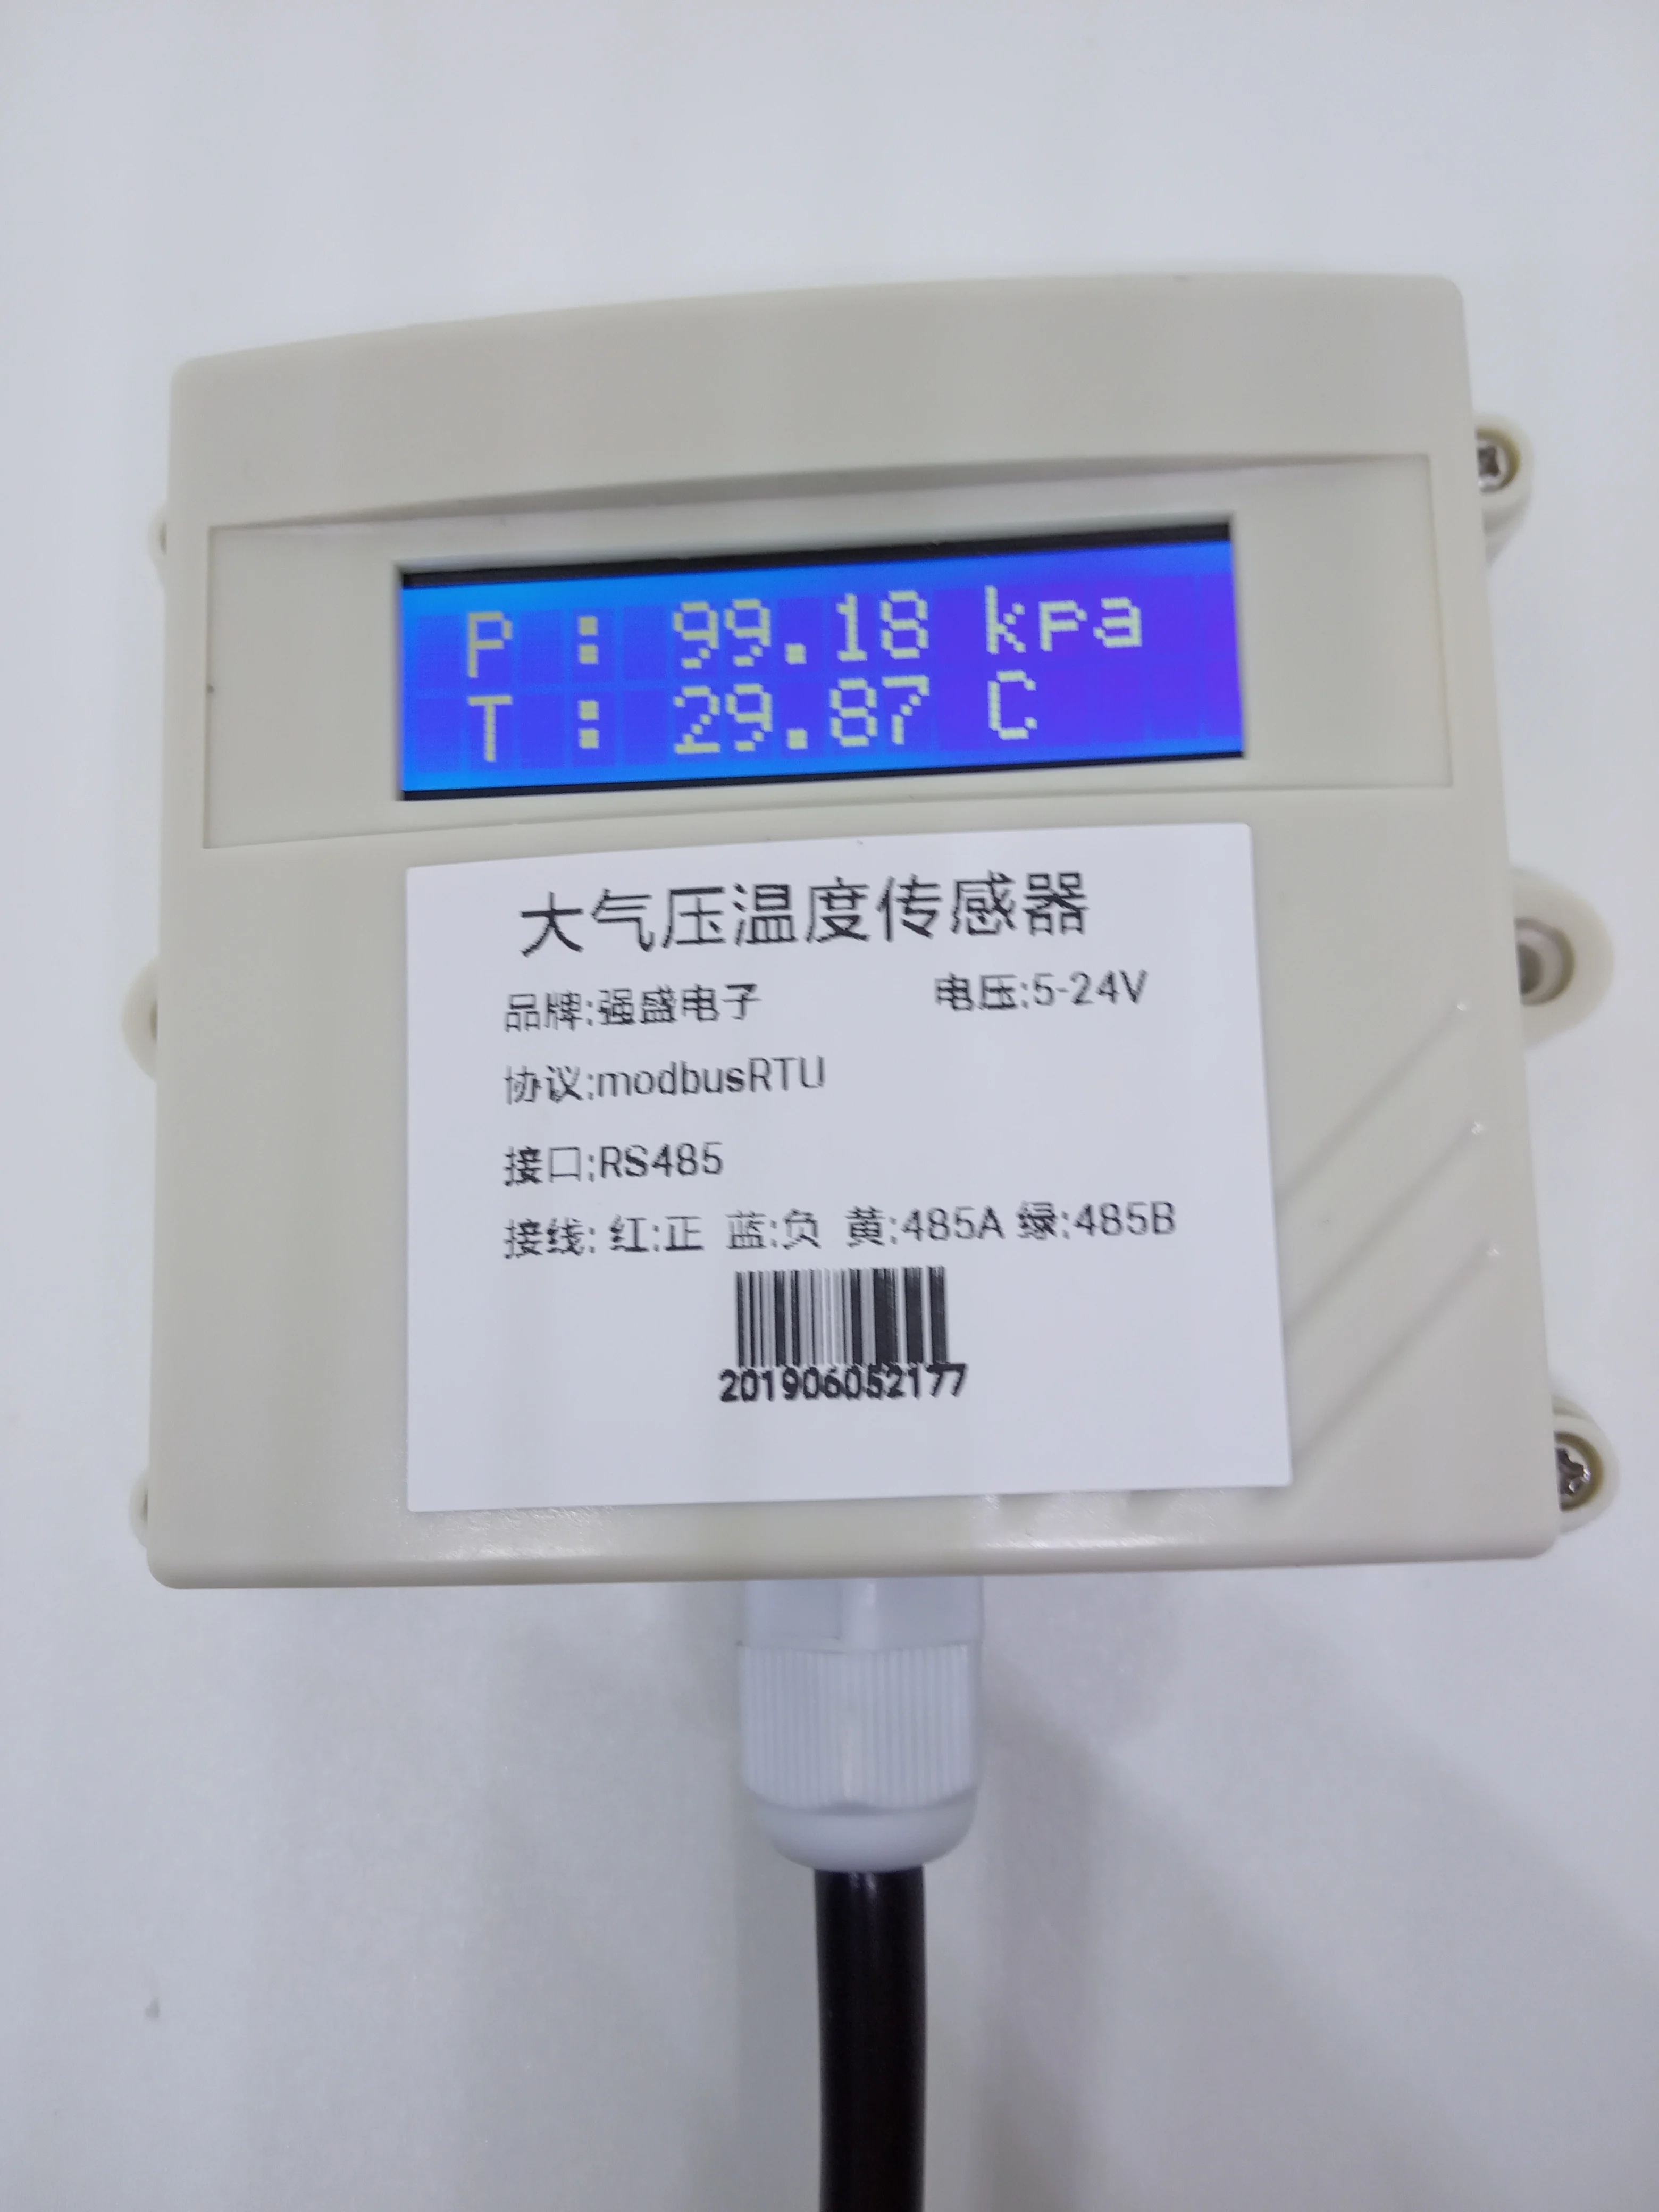 P : 99.18 kpa
T : 29.87 C
大气压温度传感器
品牌:强盛电子 电压:5-24V
协议:modbusRTU
接口:RS485
接线: 红:正 蓝:负 黄:485A 绿:485B
201906052177